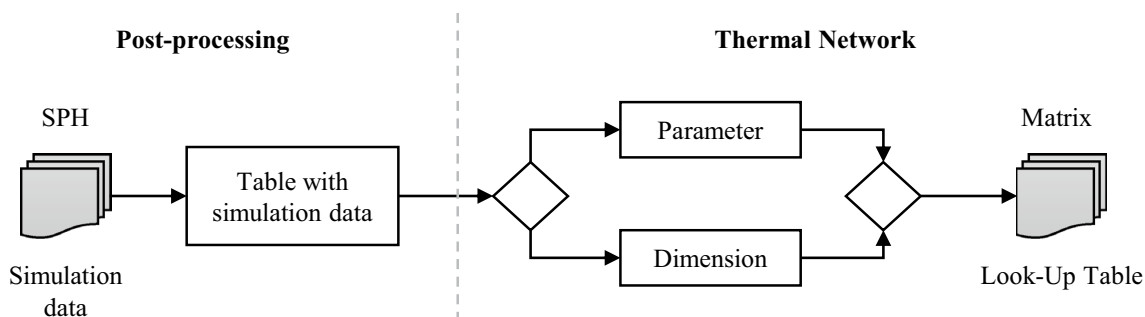 Post-processing
Thermal Network
SPH
Simulation
data
Table with
simulation data
Parameter
Dimension
Matrix
Look-Up Table